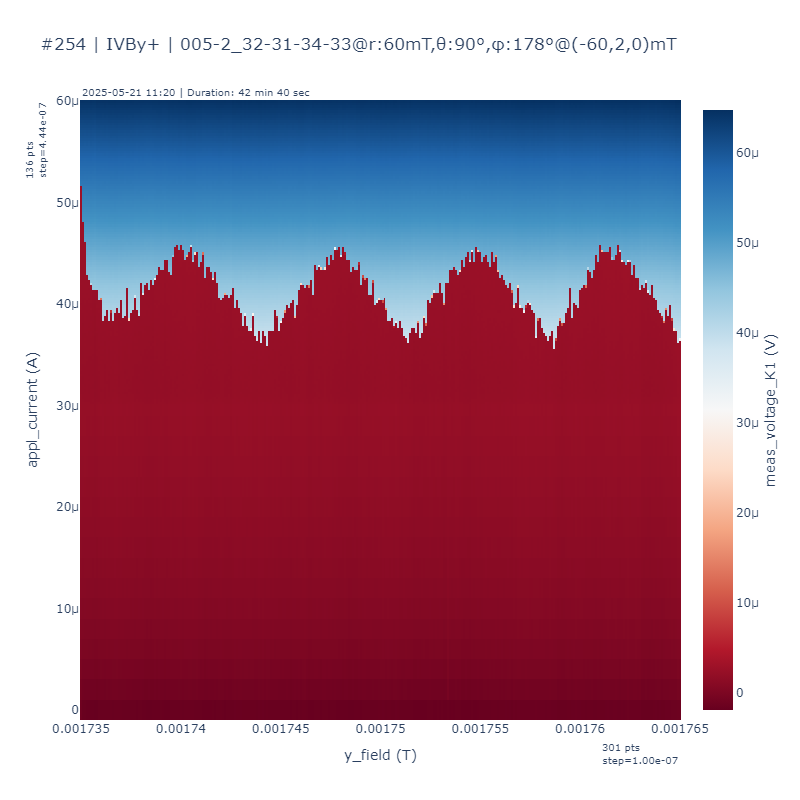 #254 | IVBy+ | 005-2_32-31-34-33@r:60mT,θ:90°,φ:178°@(-60,2,0)mT
2025-05-21 11:20 | Duration: 42 min 40 sec
136 pts
step=4.44e-07
60μ
50μ
40μ
30μ
20μ
10μ
0
appl_current (A)
0.001735
0.00174
0.001745
0.00175
0.001755
0.00176
0.001765
y_field (T)
301 pts
step=1.00e-07
60μ
50μ
40μ
30μ
20μ
10μ
0
meas_voltage_K1 (V)